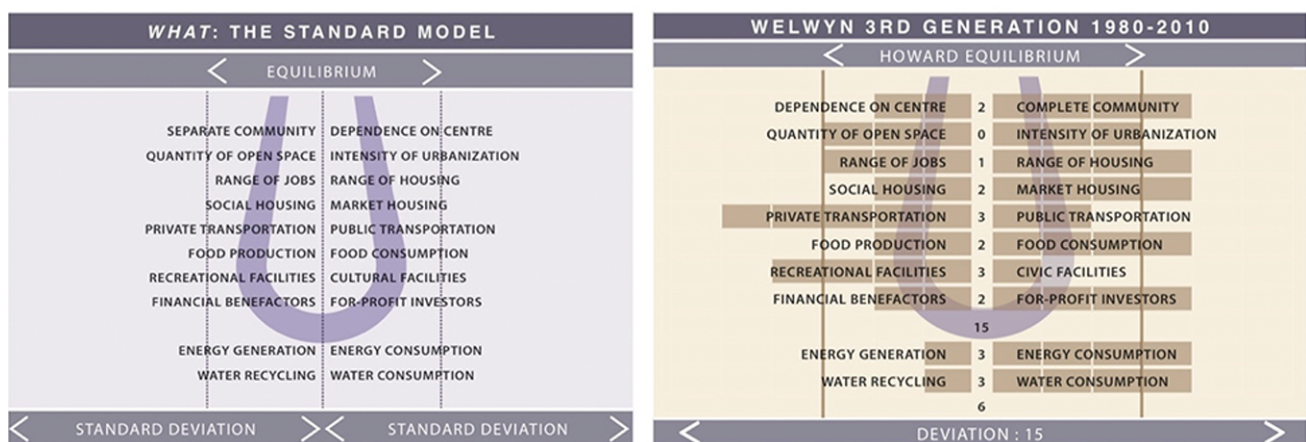 WHAT: THE STANDARD MODEL
EQUILIBRIUM
SEPARATE COMMUNITY DEPENDENCE ON CENTRE
QUANTITY OF OPEN SPACE INTENSITY OF URBANIZATION
RANGE OF JOBS RANGE OF HOUSING
SOCIAL HOUSING MARKET HOUSING
PRIVATE TRANSPORTATION PUBLIC TRANSPORTATION
FOOD PRODUCTION FOOD CONSUMPTION
RECREATIONAL FACILITIES CULTURAL FACILITIES
FINANCIAL BENEFACTORS FOR-PROFIT INVESTORS
ENERGY GENERATION ENERGY CONSUMPTION
WATER RECYCLING WATER CONSUMPTION
STANDARD DEVIATION STANDARD DEVIATION
WELWYN 3RD GENERATION 1980-2010
HOWARD EQUILIBRIUM
DEPENDENCE ON CENTRE 2 COMPLETE COMMUNITY
QUANTITY OF OPEN SPACE 0 INTENSITY OF URBANIZATION
RANGE OF JOBS 1 RANGE OF HOUSING
SOCIAL HOUSING 2 MARKET HOUSING
PRIVATE TRANSPORTATION 3 PUBLIC TRANSPORTATION
FOOD PRODUCTION 2 FOOD CONSUMPTION
RECREATIONAL FACILITIES 3 CIVIC FACILITIES
FINANCIAL BENEFACTORS 2 FOR-PROFIT INVESTORS
15
ENERGY GENERATION 3 ENERGY CONSUMPTION
WATER RECYCLING 3 WATER CONSUMPTION
6
DEVIATION : 15